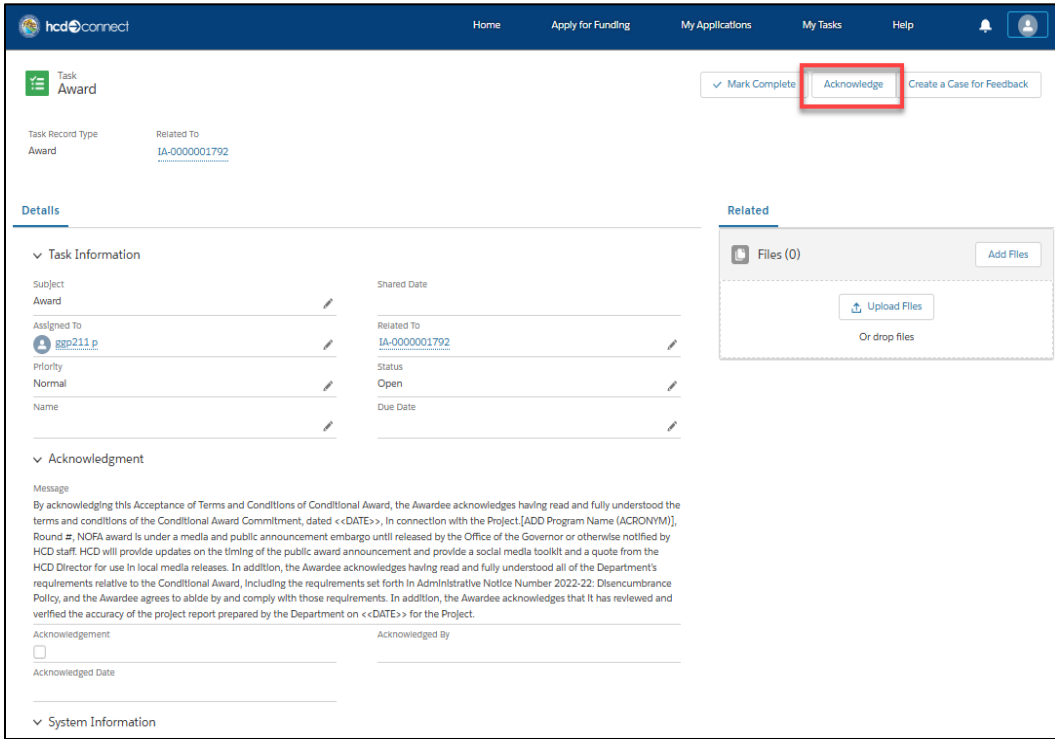 hcd connect Home Apply for Funding My Applications My Tasks Help
Task
Award
Mark Complete Acknowledge Create a Case for Feedback
Task Record Type Related To
Award IA-0000001792
Details Related
Task Information
Files (0) Add Files
Subject Shared Date
Award
Upload Files
Assigned To Related To
ggp211 p IA-0000001792
Or drop files
Priority Status
Normal Open
Name Due Date
Acknowledgment
Message
By acknowledging this Acceptance of Terms and Conditions of Conditional Award, the Awardee acknowledges having read and fully understood the
terms and conditions of the Conditional Award Commitment, dated <<DATE>>, in connection with the Project.[ADD Program Name (ACRONYM)],
Round #, NOFA award is under a media and public announcement embargo until released by the Office of the Governor or otherwise notified by
HCD staff. HCD will provide updates on the timing of the public award announcement and provide a social media toolkit and a quote from the
HCD Director for use in local media releases. In addition, the Awardee acknowledges having read and fully understood all of the Department's
requirements relative to the Conditional Award, including the requirements set forth in Administrative Notice Number 2022-22: Disencumbrance
Policy, and the Awardee agrees to abide by and comply with those requirements. In addition, the Awardee acknowledges that it has reviewed and
verified the accuracy of the project report prepared by the Department on <<DATE>> for the Project.
Acknowledgement Acknowledged By
Acknowledged Date
System Information